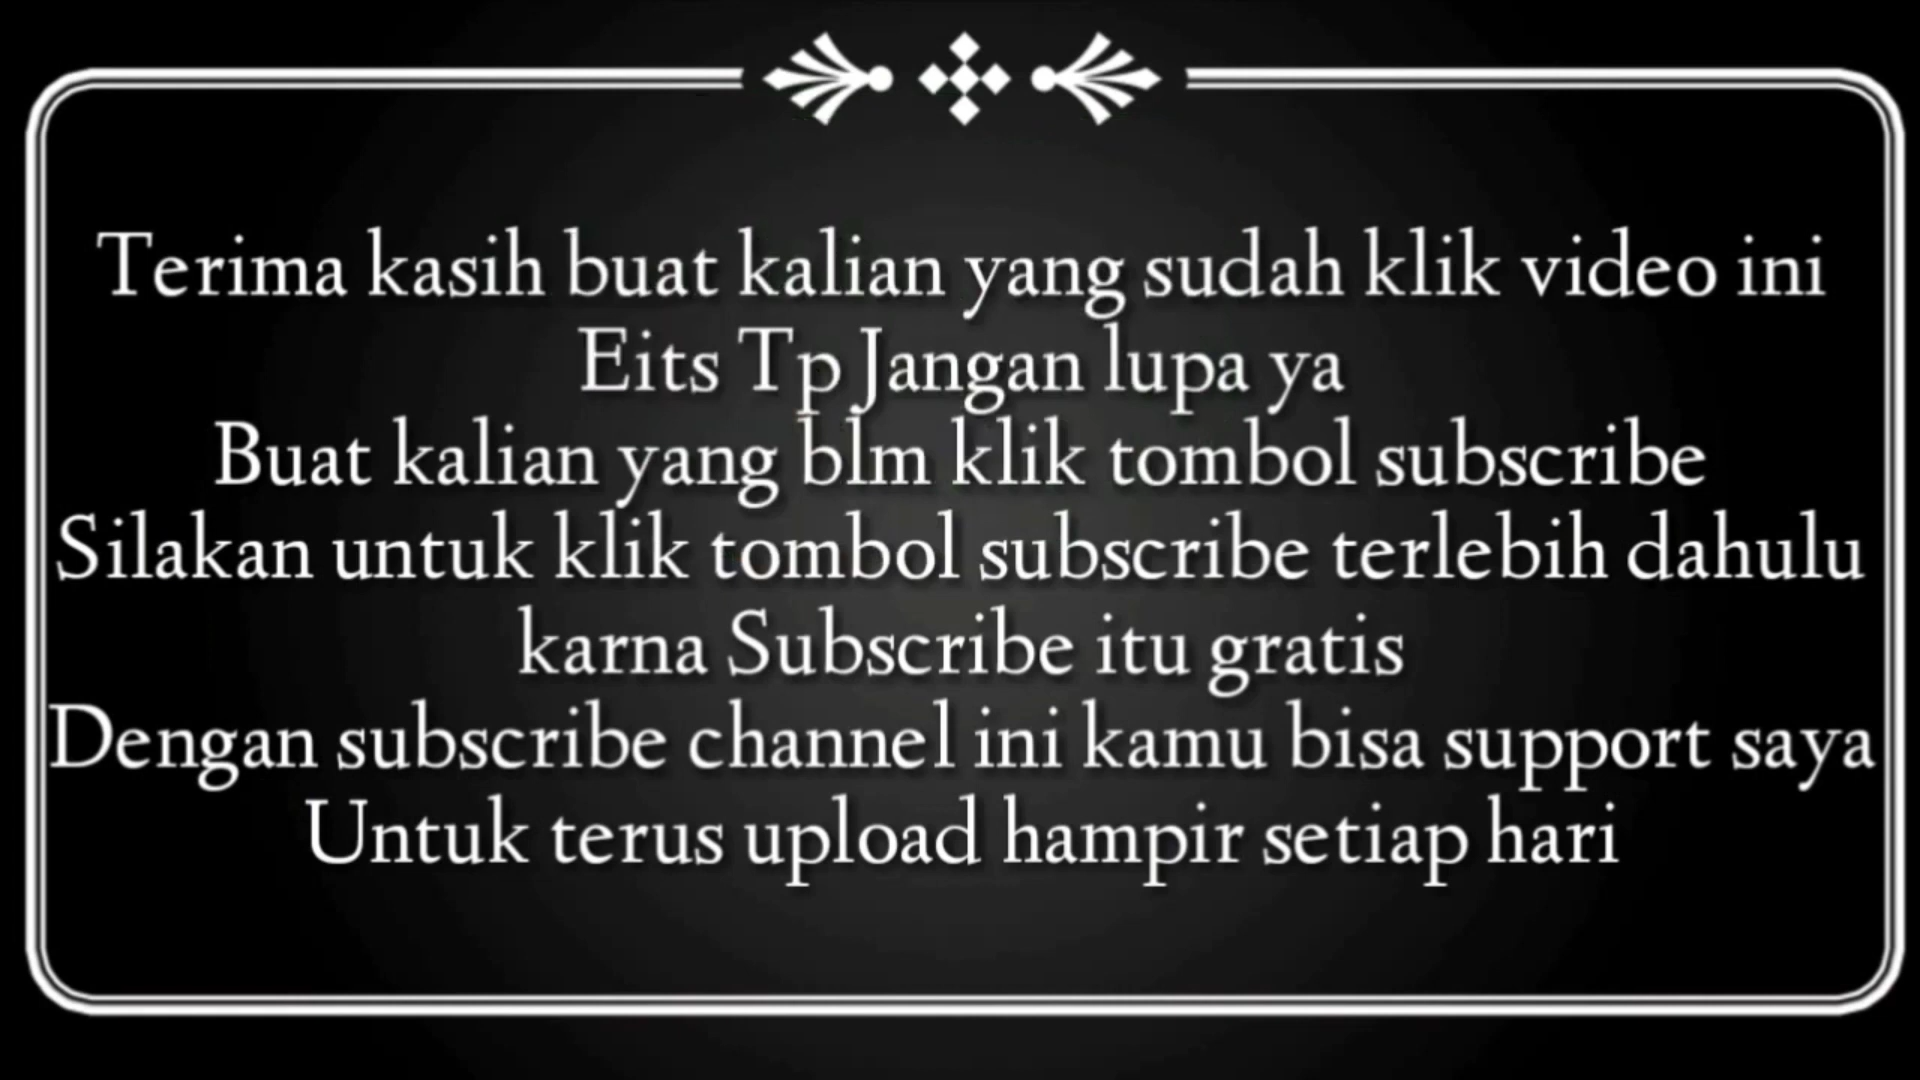 Terima kasih buat kalian yang sudah klik video ini
Eits Tp Jangan lupa ya
Buat kalian yang blm klik tombol subscribe
Silakan untuk klik tombol subscribe terlebih dahulu
karna Subscribe itu gratis
Dengan subscribe channel ini kamu bisa support saya
Untuk terus upload hampir setiap hari